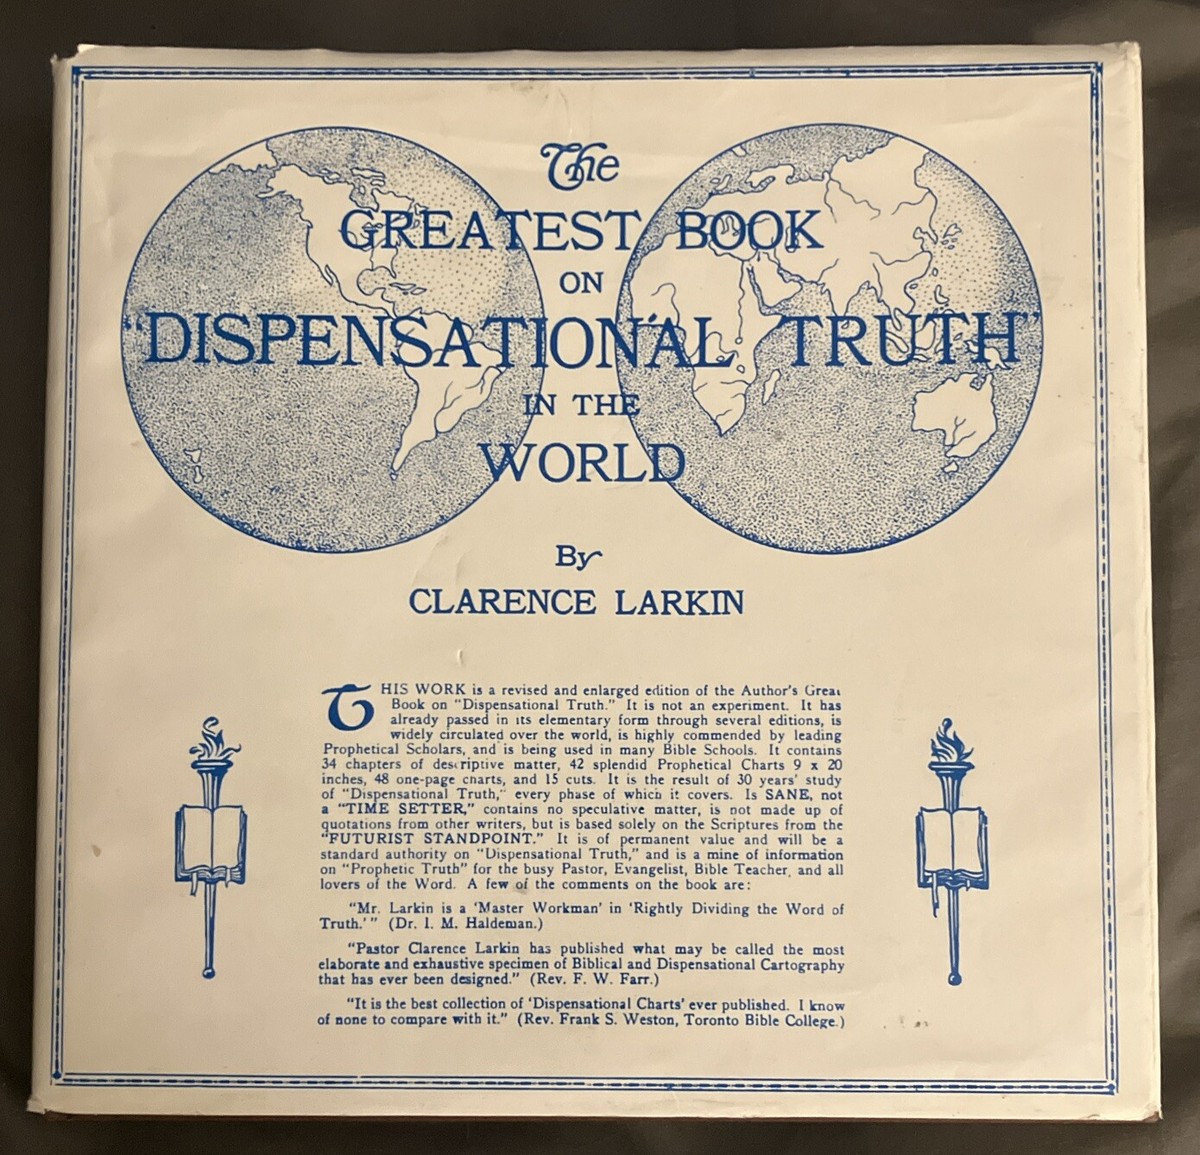 The
GREATEST BOOK
ON
"DISPENSATIONAL TRUTH"
IN THE
WORLD
By
CLARENCE LARKIN
THIS WORK is a revised and enlarged edition of the Author's Great
Book on "Dispensational Truth." It is not an experiment. It has
already passed in its elementary form through several editions, is
widely circulated over the world, is highly commended by leading
Prophetical Scholars, and is being used in many Bible Schools. It contains
34 chapters of descriptive matter, 42 splendid Prophetical Charts 9 x 20
inches, 48 one-page charts, and 15 cuts. It is the result of 30 years' study
of "Dispensational Truth," every phase of which it covers. Is SANE, not
a "TIME SETTER," contains no speculative matter, is not made up of
quotations from other writers, but is based solely on the Scriptures from the
"FUTURIST STANDPOINT." It is of permanent value and will be a
standard authority on "Dispensational Truth," and is a mine of information
on "Prophetic Truth" for the busy Pastor, Evangelist, Bible Teacher, and all
lovers of the Word. A few of the comments on the book are:
"Mr. Larkin is a 'Master Workman' in 'Rightly Dividing the Word of
Truth.'" (Dr. I. M. Haldeman.)
"Pastor Clarence Larkin has published what may be called the most
elaborate and exhaustive specimen of Biblical and Dispensational Cartography
that has ever been designed." (Rev. F. W. Farr.)
"It is the best collection of 'Dispensational Charts' ever published. I know
of none to compare with it." (Rev. Frank S. Weston, Toronto Bible College.)